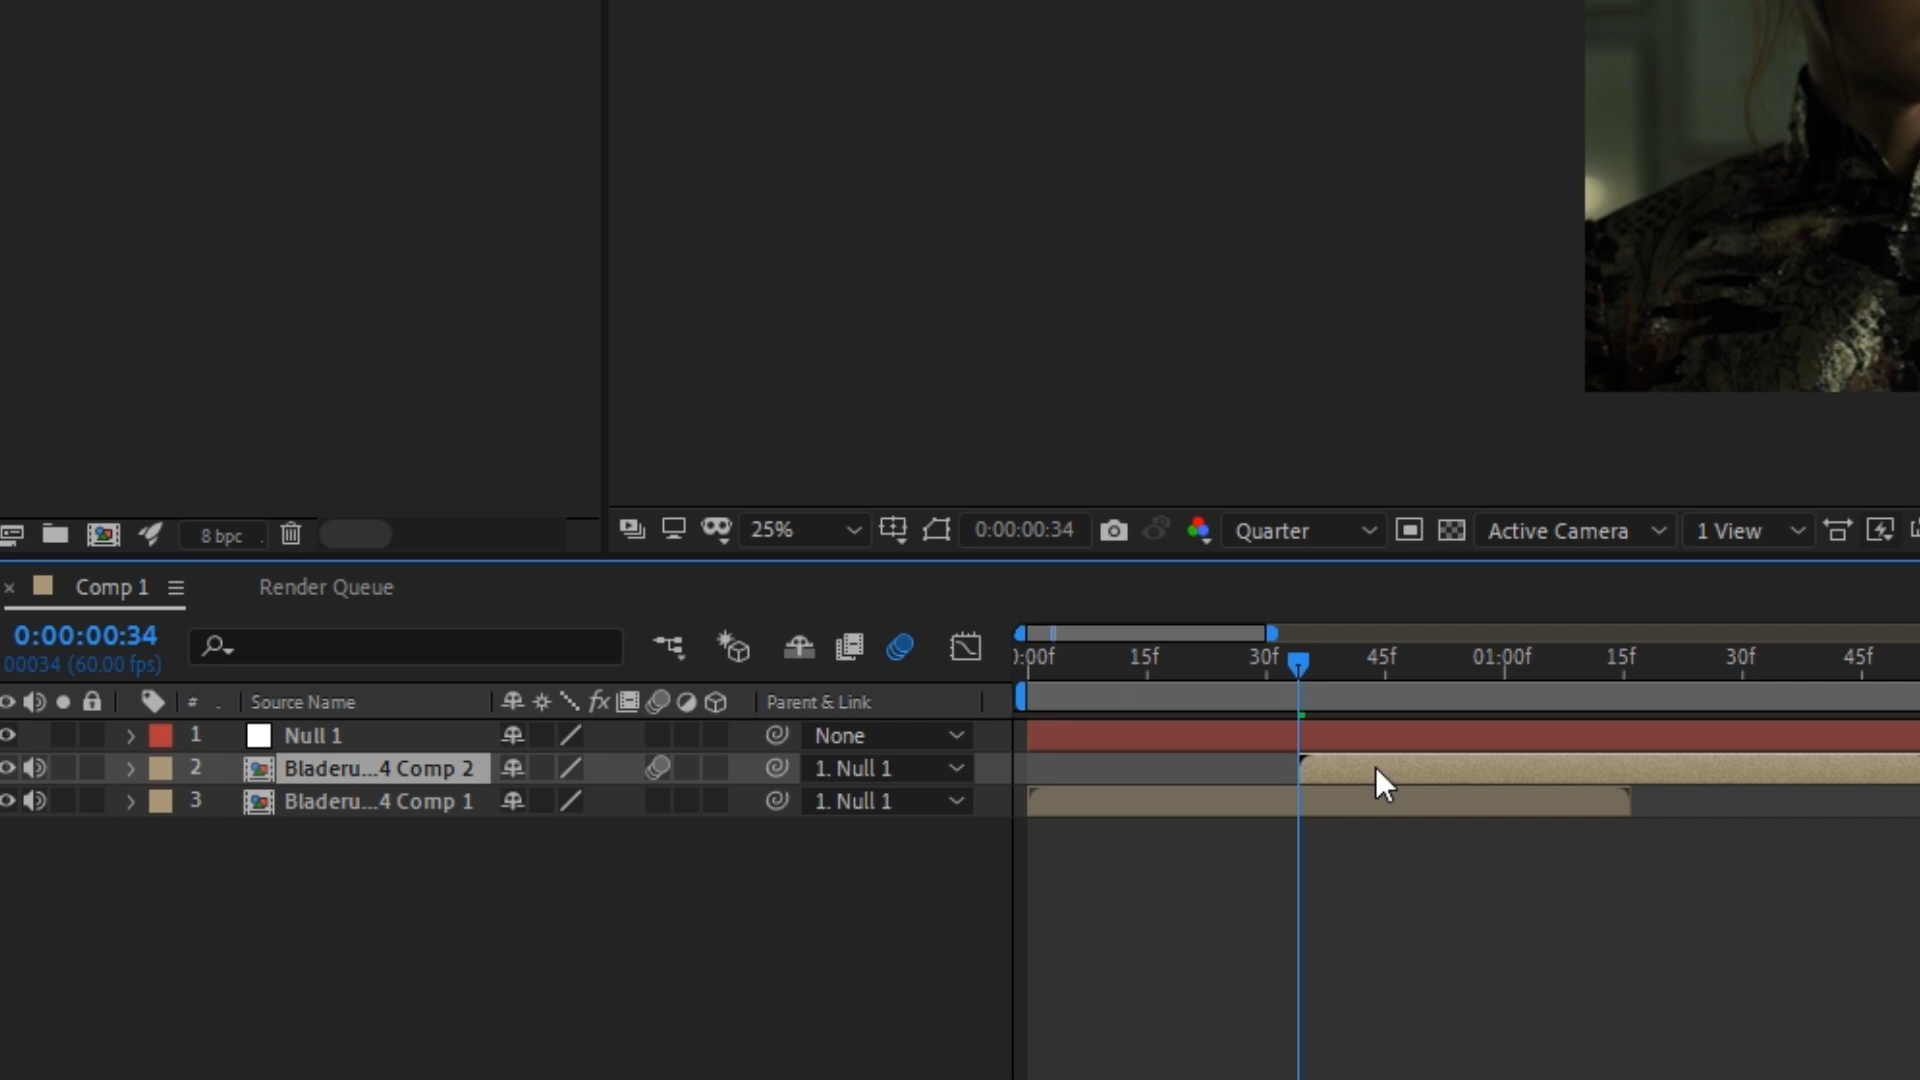 8 bpc
25%
0:00:00:34
Quarter
Active Camera
1 View
Comp 1
Render Queue
0:00:00:34
00034 (60.00 fps)
):00f 15f 30f 45f 01:00f 15f 30f 45f
# . Source Name fx Parent & Link
1 Null 1 None
2 Bladeru...4 Comp 2 1. Null 1
3 Bladeru...4 Comp 1 1. Null 1